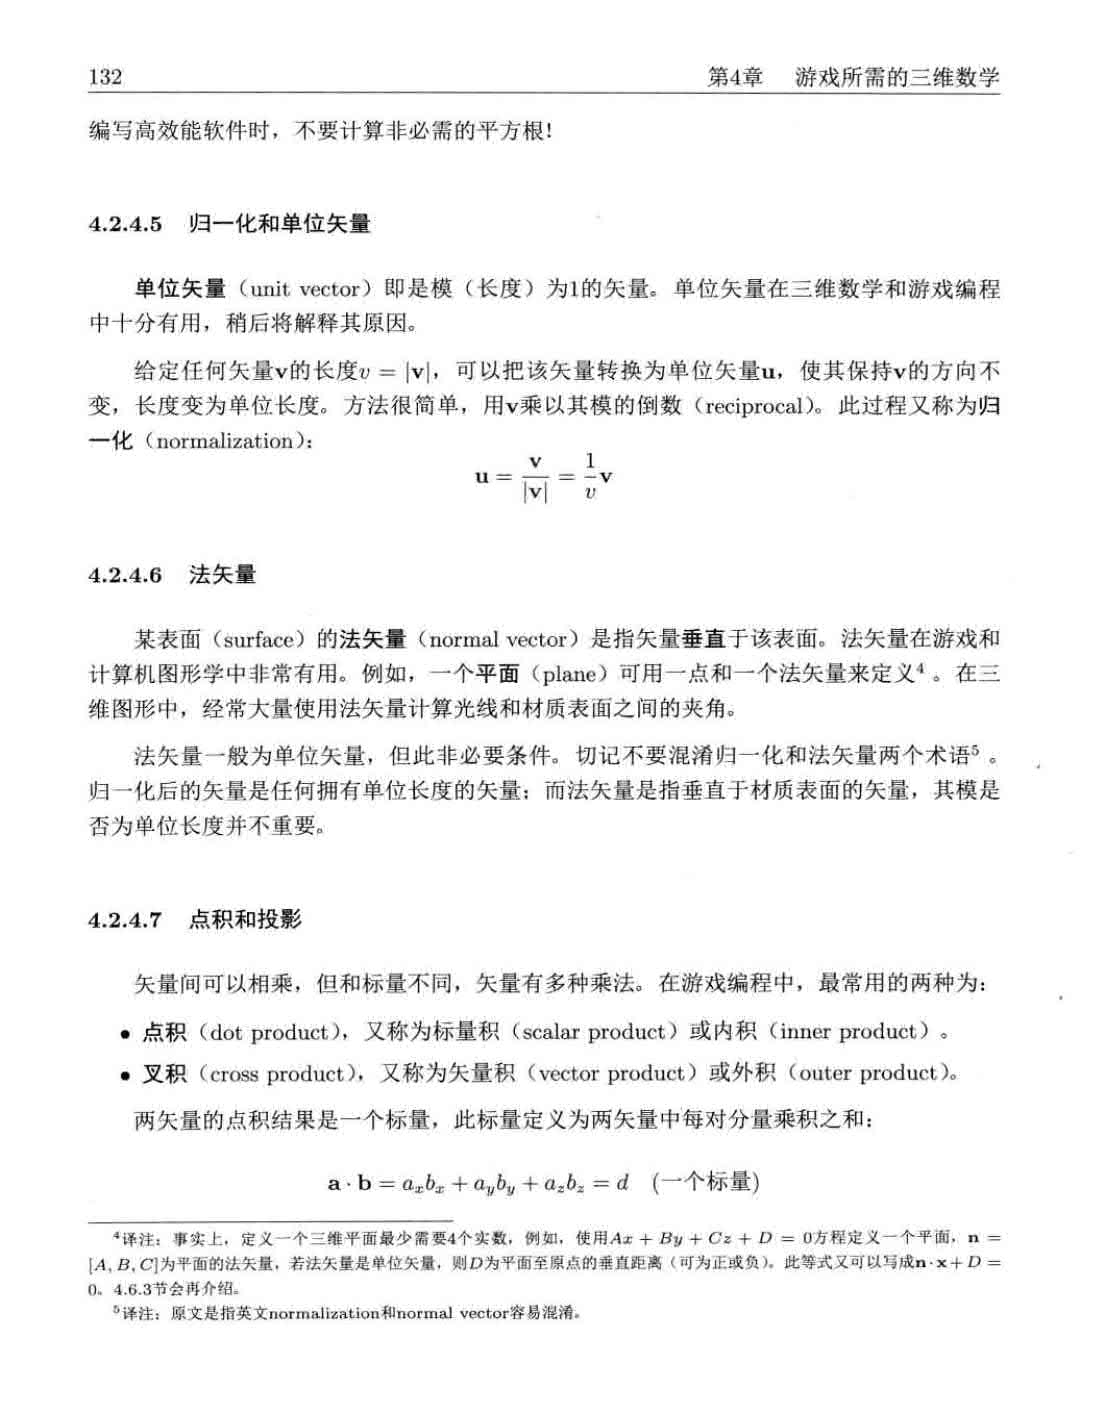 132 第4章 游戏所需的三维数学
编写高效能软件时，不要计算非必需的平方根！
4.2.4.5 归一化和单位矢量
单位矢量（unit vector）即是模（长度）为1的矢量。单位矢量在三维数学和游戏编程
中十分有用，稍后将解释其原因。
给定任何矢量v的长度v = |v|，可以把该矢量转换为单位矢量u，使其保持v的方向不
变，长度变为单位长度。方法很简单，用v乘以其模的倒数（reciprocal）。此过程又称为归
一化（normalization）：
u = v/|v| = 1/v v
4.2.4.6 法矢量
某表面（surface）的法矢量（normal vector）是指矢量垂直于该表面。法矢量在游戏和
计算机图形学中非常有用。例如，一个平面（plane）可用一点和一个法矢量来定义⁴。在三
维图形中，经常大量使用法矢量计算光线和材质表面之间的夹角。
法矢量一般为单位矢量，但此非必要条件。切记不要混淆归一化和法矢量两个术语⁵。
归一化后的矢量是任何拥有单位长度的矢量；而法矢量是指垂直于材质表面的矢量，其模是
否为单位长度并不重要。
4.2.4.7 点积和投影
矢量间可以相乘，但和标量不同，矢量有多种乘法。在游戏编程中，最常用的两种为：
• 点积（dot product），又称为标量积（scalar product）或内积（inner product）。
• 叉积（cross product），又称为矢量积（vector product）或外积（outer product）。
两矢量的点积结果是一个标量，此标量定义为两矢量中每对分量乘积之和：
a · b = aₓbₓ + a_yb_y + a_zb_z = d （一个标量）
⁴译注：事实上，定义一个三维平面最少需要4个实数，例如，使用Ax + By + Cz + D = 0方程定义一个平面，n =
[A, B, C]为平面的法矢量，若法矢量是单位矢量，则D为平面至原点的垂直距离（可为正或负）。此等式又可以写成n·x + D =
0。4.6.3节会再介绍。
⁵译注：原文是指英文normalization和normal vector容易混淆。